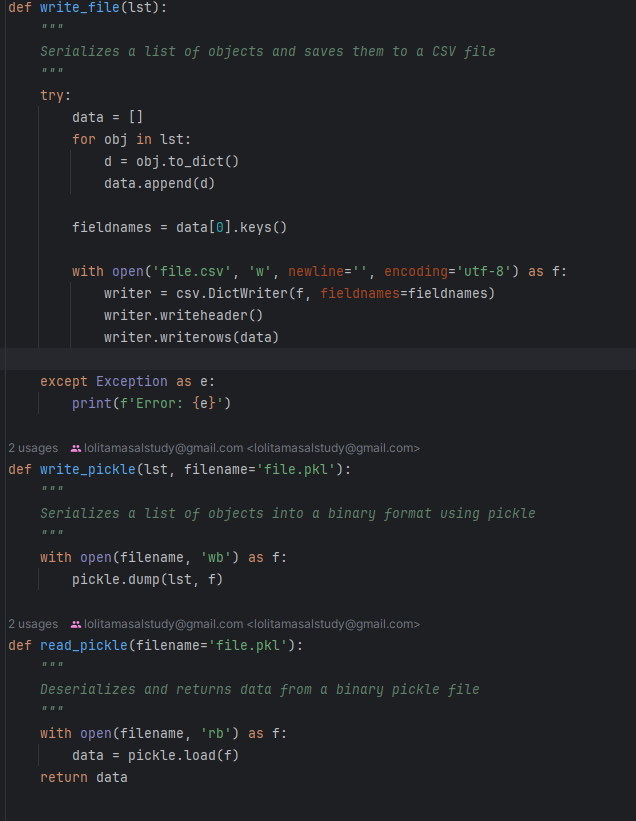 def write_file(lst):
    """
    Serializes a list of objects and saves them to a CSV file
    """
    try:
        data = []
        for obj in lst:
            d = obj.to_dict()
            data.append(d)

        fieldnames = data[0].keys()

        with open('file.csv', 'w', newline='', encoding='utf-8') as f:
            writer = csv.DictWriter(f, fieldnames=fieldnames)
            writer.writeheader()
            writer.writerows(data)

    except Exception as e:
        print(f'Error: {e}')

2 usages lolitamasalstudy@gmail.com <lolitamasalstudy@gmail.com>
def write_pickle(lst, filename='file.pkl'):
    """
    Serializes a list of objects into a binary format using pickle
    """
    with open(filename, 'wb') as f:
        pickle.dump(lst, f)

2 usages lolitamasalstudy@gmail.com <lolitamasalstudy@gmail.com>
def read_pickle(filename='file.pkl'):
    """
    Deserializes and returns data from a binary pickle file
    """
    with open(filename, 'rb') as f:
        data = pickle.load(f)
    return data